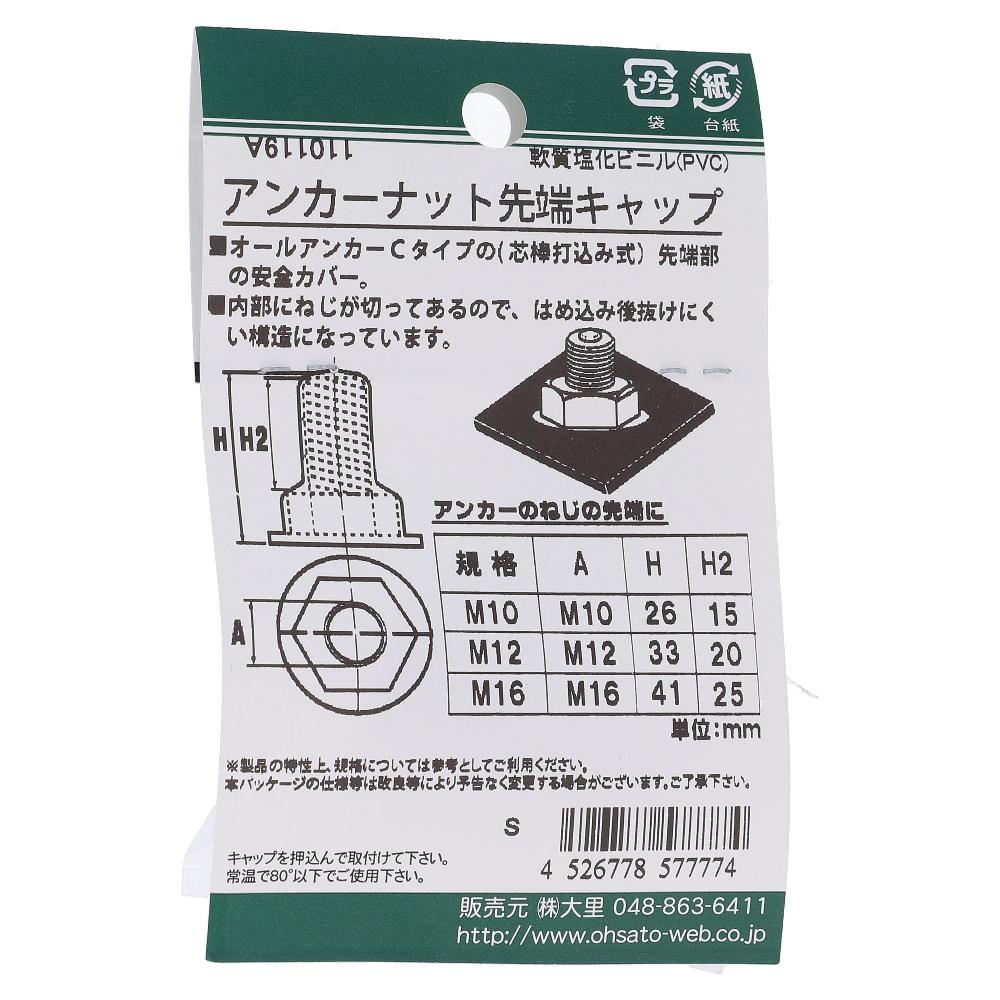 プラ
紙
袋
台紙
110119A
軟質塩化ビニル(PVC)
アンカーナット先端キャップ
■オールアンカーCタイプの(芯棒打込み式) 先端部
の安全カバー。
■内部にねじが切ってあるので、はめ込み後抜けにく
い構造になっています。
H
H2
アンカーのねじの先端に
規格 A H H2
M10 M10 26 15
A
M12 M12 33 20
M16 M16 41 25
単位:mm
※製品の特性上、規格については参考としてご利用ください。
本パッケージの仕様等は改良等により予告なく変更する場合がございます。ご了承下さい。
S
4 526778 577774
キャップを押込んで取付けて下さい。
常温で80°以下でご使用下さい。
販売元 ㈱大里 048-863-6411
http://www.ohsato-web.co.jp